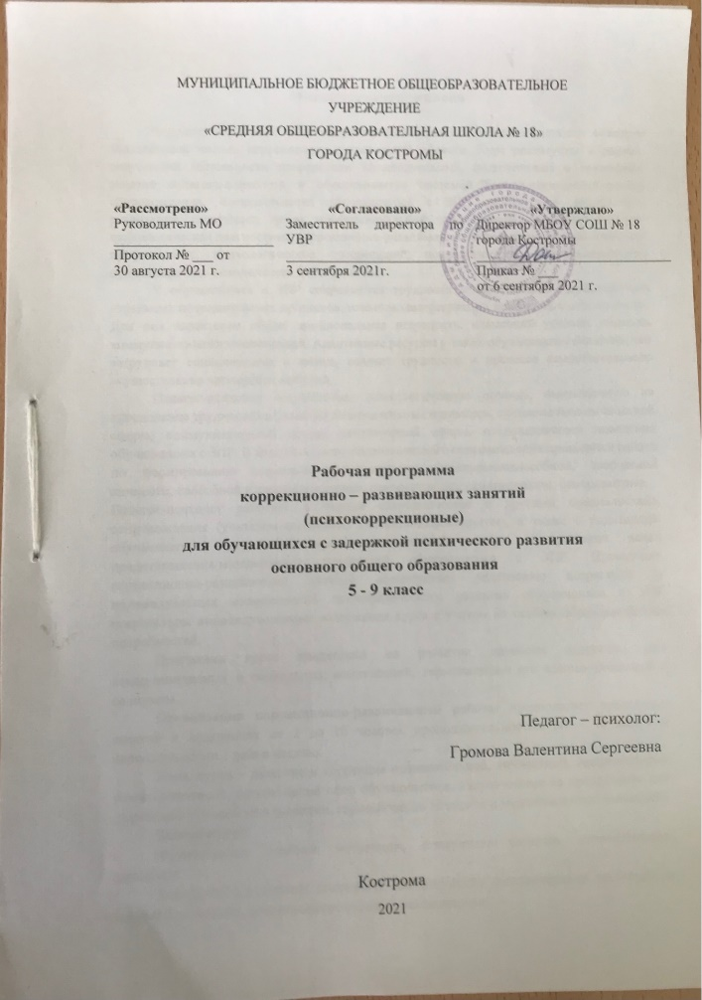 МУНИЦИПАЛЬНОЕ БЮДЖЕТНОЕ ОБЩЕОБРАЗОВАТЕЛЬНОЕ
УЧРЕЖДЕНИЕ
«СРЕДНЯЯ ОБЩЕОБРАЗОВАТЕЛЬНАЯ ШКОЛА № 18»
ГОРОДА КОСТРОМЫ
«Рассмотрено»
Руководитель МО
Протокол № ___ от
30 августа 2021 г.
«Согласовано»
Заместитель директора по
УВР
3 сентября 2021г.
«Утверждаю»
Директор МБОУ СОШ № 18
города Костромы
Приказ № ___
от 6 сентября 2021 г.
Рабочая программа
коррекционно – развивающих занятий
(психокоррекционые)
для обучающихся с задержкой психического развития
основного общего образования
5 - 9 класс
Педагог – психолог:
Громова Валентина Сергеевна
Кострома
2021